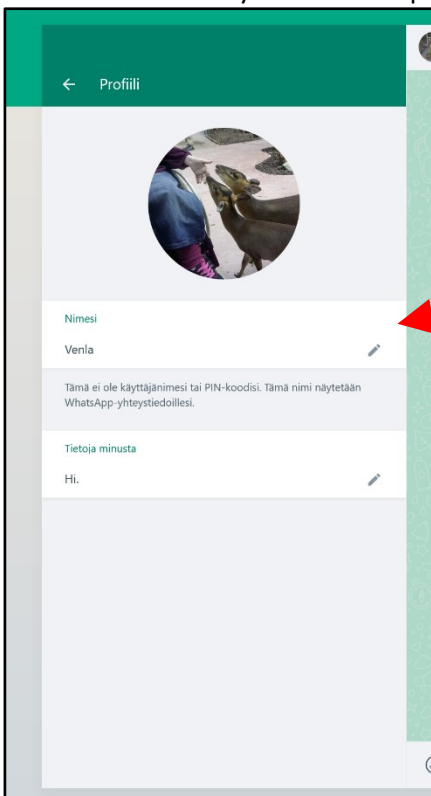 Profiili
Nimesi
Venla
Tämä ei ole käyttäjänimesi tai PIN-koodisi. Tämä nimi näytetään
WhatsApp-yhteystiedoillesi.
Tietoja minusta
Hi.